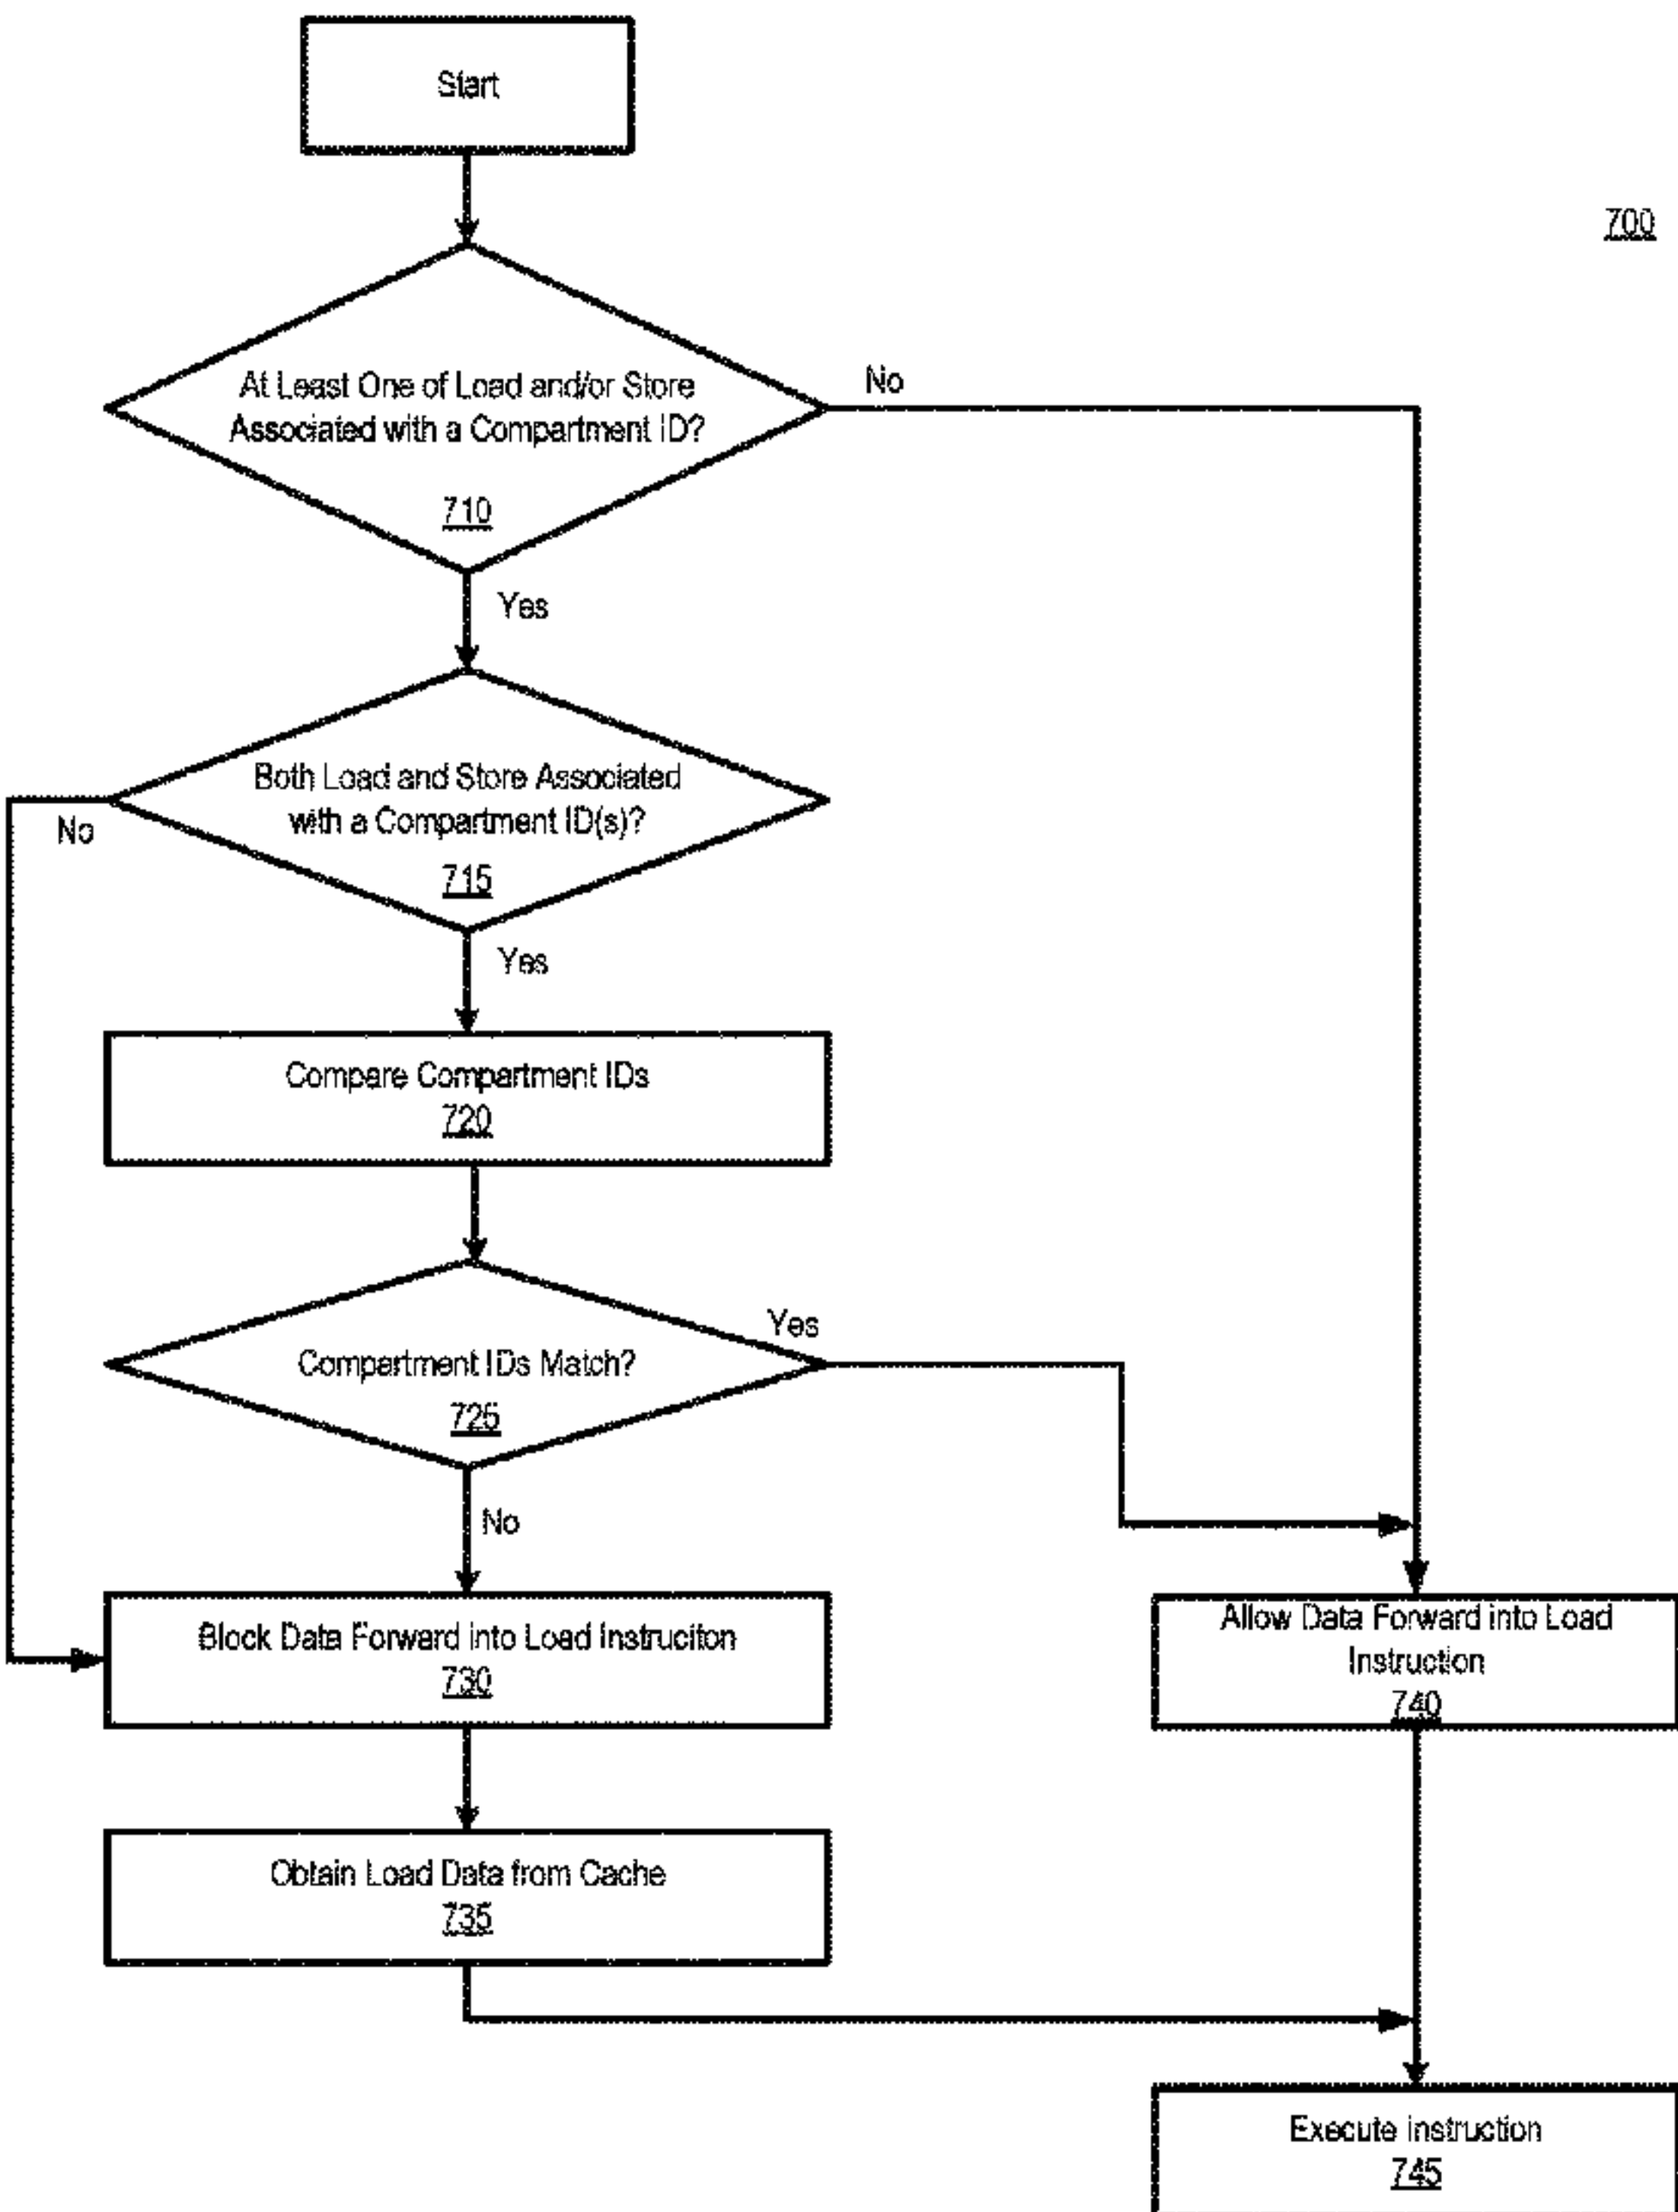 Start
700
At Least One of Load and/or Store
Associated with a Compartment ID?
710
No
Yes
Both Load and Store Associated
with a Compartment ID(s)?
715
No
Yes
Compare Compartment IDs
720
Compartment IDs Match?
725
Yes
No
Block Data Forward into Load Instruciton
730
Allow Data Forward into Load
Instruction
740
Obtain Load Data from Cache
735
Execute instruction
745